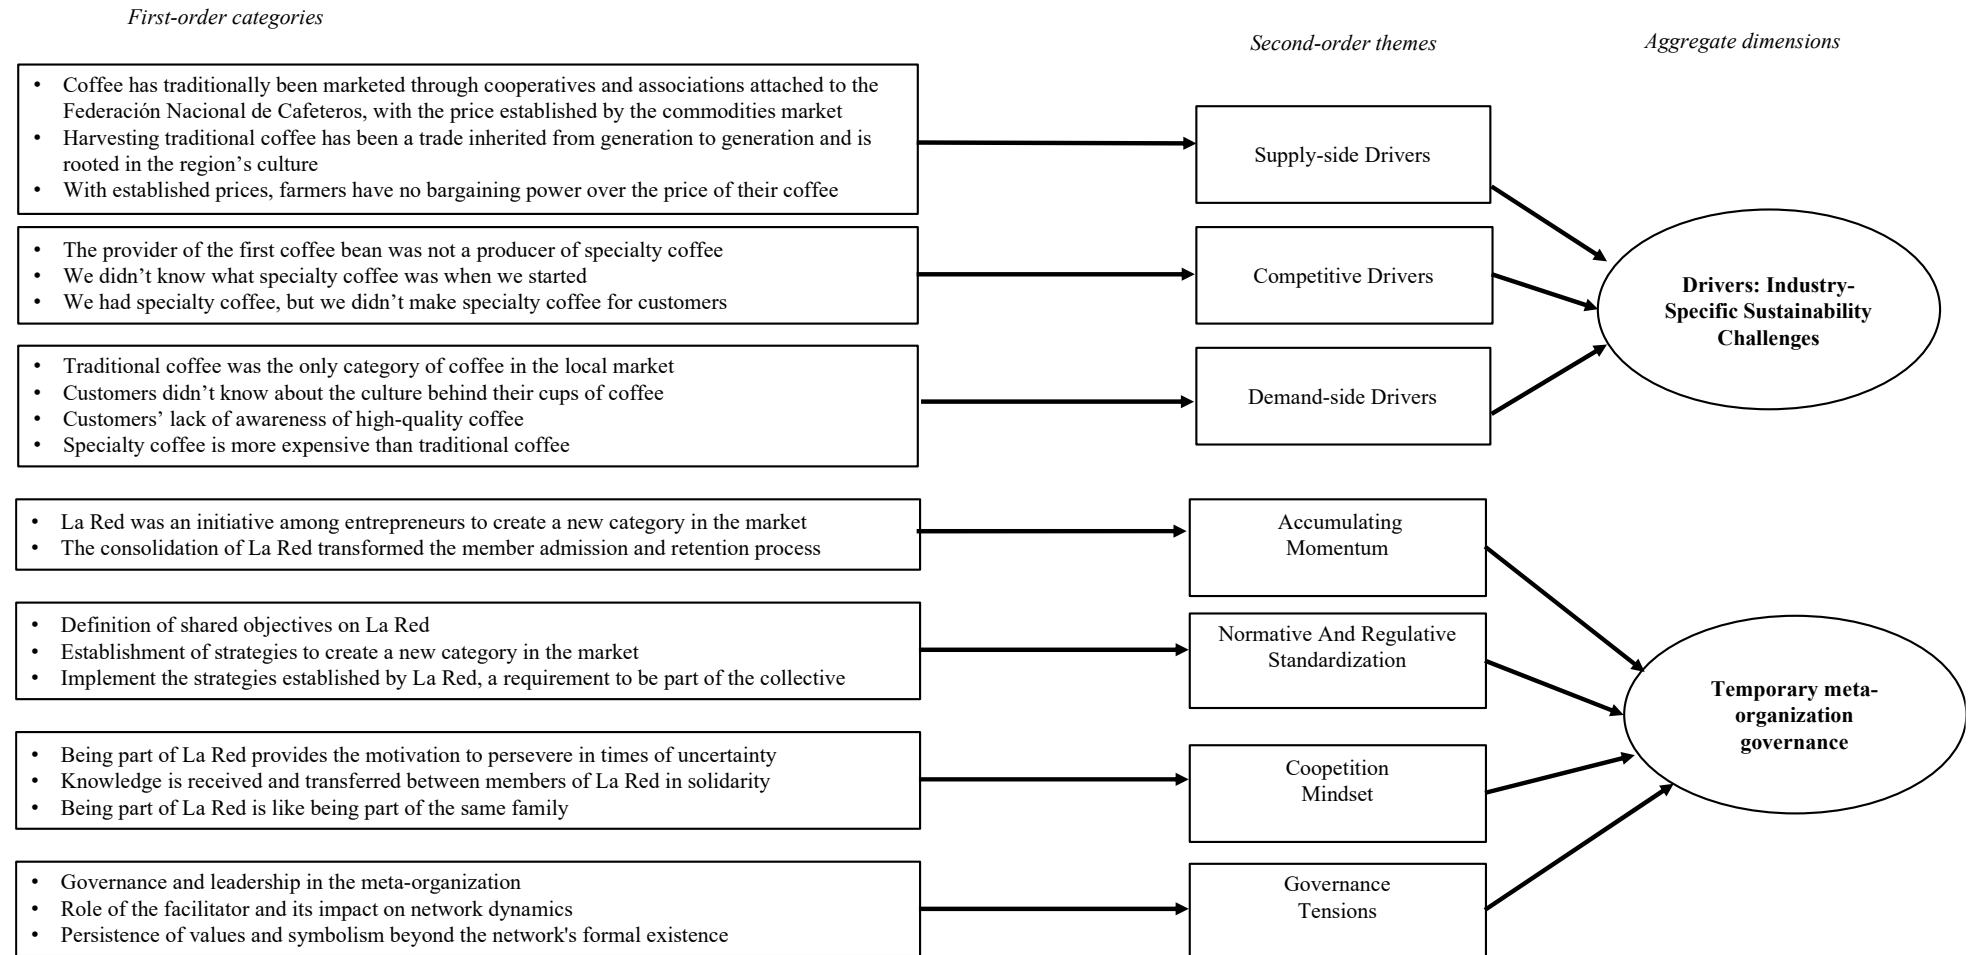 First-order categories
Second-order themes
Aggregate dimensions
• Coffee has traditionally been marketed through cooperatives and associations attached to the
Federación Nacional de Cafeteros, with the price established by the commodities market
• Harvesting traditional coffee has been a trade inherited from generation to generation and is
rooted in the region’s culture
• With established prices, farmers have no bargaining power over the price of their coffee
Supply-side Drivers
• The provider of the first coffee bean was not a producer of specialty coffee
• We didn’t know what specialty coffee was when we started
• We had specialty coffee, but we didn’t make specialty coffee for customers
Competitive Drivers
• Traditional coffee was the only category of coffee in the local market
• Customers didn’t know about the culture behind their cups of coffee
• Customers’ lack of awareness of high-quality coffee
• Specialty coffee is more expensive than traditional coffee
Demand-side Drivers
Drivers: Industry-
Specific Sustainability
Challenges
• La Red was an initiative among entrepreneurs to create a new category in the market
• The consolidation of La Red transformed the member admission and retention process
Accumulating
Momentum
• Definition of shared objectives on La Red
• Establishment of strategies to create a new category in the market
• Implement the strategies established by La Red, a requirement to be part of the collective
Normative And Regulative
Standardization
• Being part of La Red provides the motivation to persevere in times of uncertainty
• Knowledge is received and transferred between members of La Red in solidarity
• Being part of La Red is like being part of the same family
Coopetition
Mindset
• Governance and leadership in the meta-organization
• Role of the facilitator and its impact on network dynamics
• Persistence of values and symbolism beyond the network's formal existence
Governance
Tensions
Temporary meta-
organization
governance